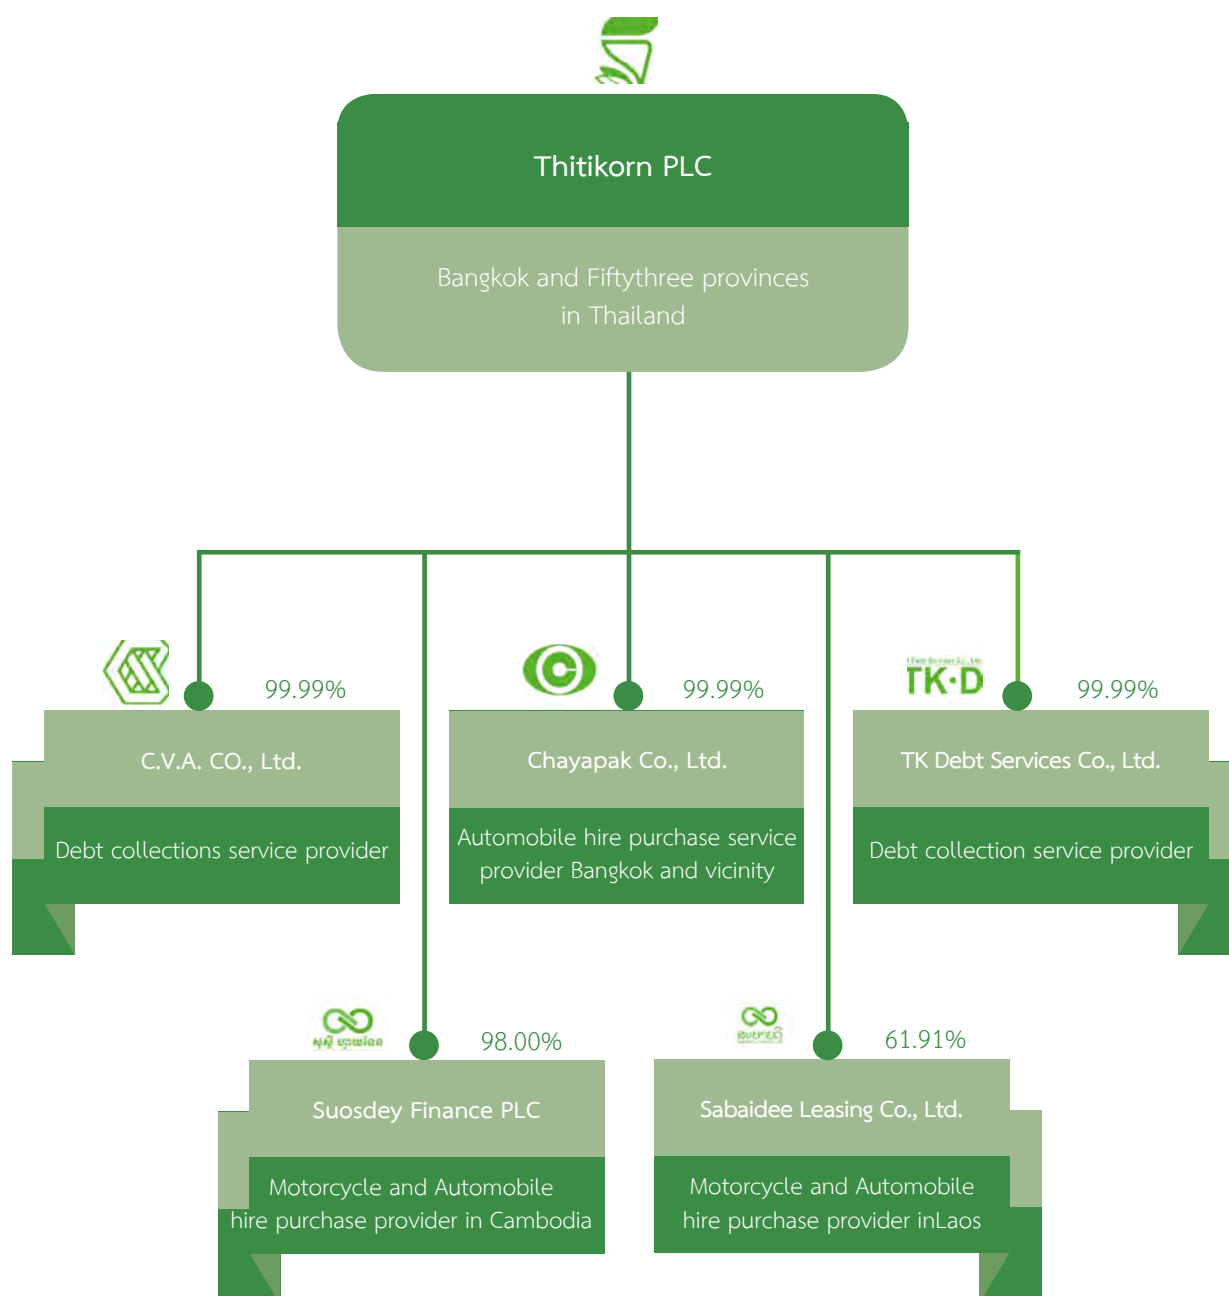 Thitikorn PLC
Bangkok and Fiftythree provinces
in Thailand
99.99%
99.99%
TK·D
99.99%
C.V.A. CO., Ltd.
Chayapak Co., Ltd.
TK Debt Services Co., Ltd.
Debt collections service provider
Automobile hire purchase service
provider Bangkok and vicinity
Debt collection service provider
98.00%
61.91%
Suosdey Finance PLC
Sabaidee Leasing Co., Ltd.
Motorcycle and Automobile
hire purchase provider in Cambodia
Motorcycle and Automobile
hire purchase provider inLaos